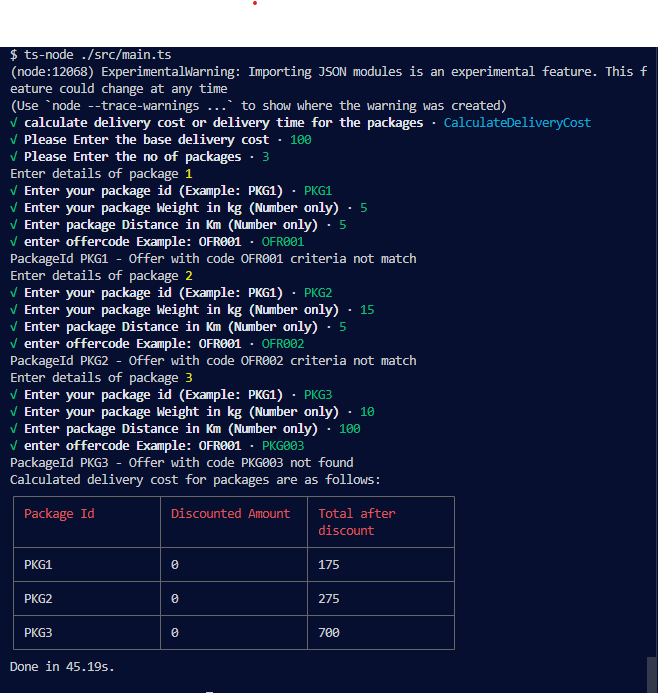 $ ts-node ./src/main.ts
(node:12068) ExperimentalWarning: Importing JSON modules is an experimental feature. This f
eature could change at any time
(Use `node --trace-warnings ...` to show where the warning was created)
√ calculate delivery cost or delivery time for the packages · CalculateDeliveryCost
√ Please Enter the base delivery cost · 100
√ Please Enter the no of packages · 3
Enter details of package 1
√ Enter your package id (Example: PKG1) · PKG1
√ Enter your package Weight in kg (Number only) · 5
√ Enter package Distance in Km (Number only) · 5
√ enter offercode Example: OFR001 · OFR001
PackageId PKG1 - Offer with code OFR001 criteria not match
Enter details of package 2
√ Enter your package id (Example: PKG1) · PKG2
√ Enter your package Weight in kg (Number only) · 15
√ Enter package Distance in Km (Number only) · 5
√ enter offercode Example: OFR001 · OFR002
PackageId PKG2 - Offer with code OFR002 criteria not match
Enter details of package 3
√ Enter your package id (Example: PKG1) · PKG3
√ Enter your package Weight in kg (Number only) · 10
√ Enter package Distance in Km (Number only) · 100
√ enter offercode Example: OFR001 · PKG003
PackageId PKG3 - Offer with code PKG003 not found
Calculated delivery cost for packages are as follows:
Package Id Discounted Amount Total after
discount
PKG1 0 175
PKG2 0 275
PKG3 0 700
Done in 45.19s.